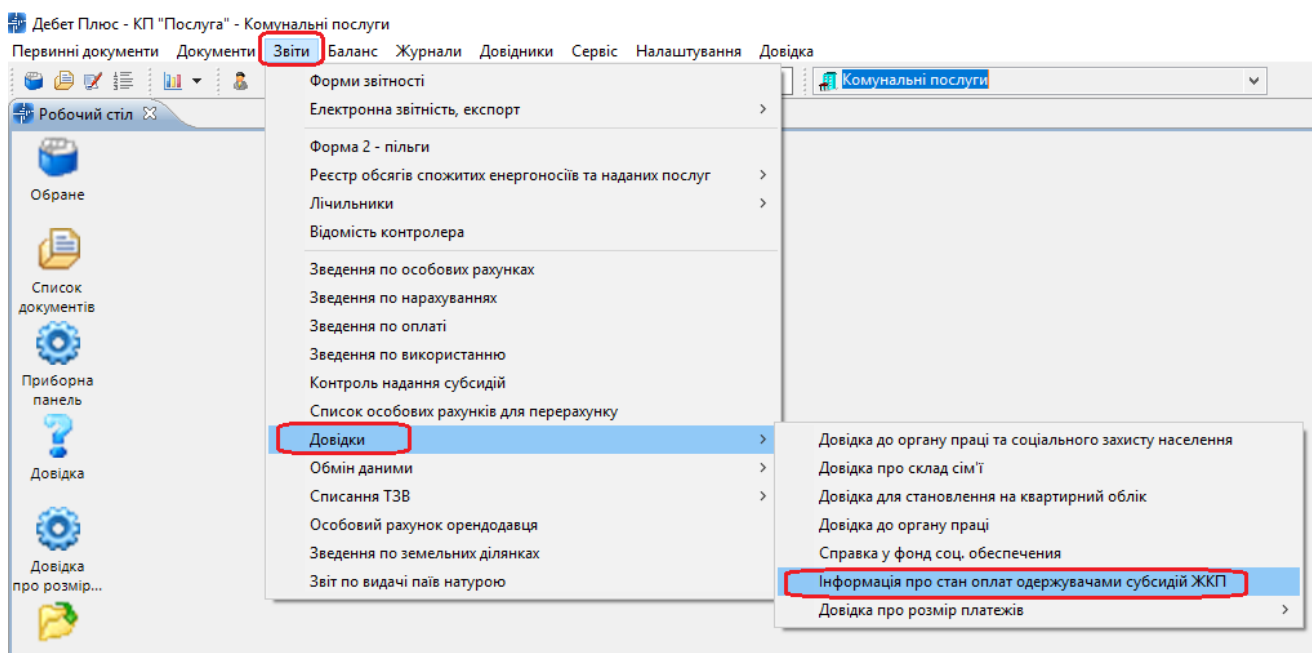 Дебет Плюс - КП "Послуга" - Комунальні послуги
Первинні документи Документи Звіти Баланс Журнали Довідники Сервіс Налаштування Довідка
Комунальні послуги
Робочий стіл
Обране
Список
документів
Приборна
панель
Довідка
Довідка
про розмір...
Форми звітності
Електронна звітність, експорт
Форма 2 - пільги
Реєстр обсягів спожитих енергоносіїв та наданих послуг
Лічильники
Відомість контролера
Зведення по особових рахунках
Зведення по нарахуваннях
Зведення по оплаті
Зведення по використанню
Контроль надання субсидій
Список особових рахунків для перерахунку
Довідки
Обмін даними
Списання ТЗВ
Особовий рахунок орендодавця
Зведення по земельних ділянках
Звіт по видачі паїв натурою
Довідка до органу праці та соціального захисту населення
Довідка про склад сім'ї
Довідка для становлення на квартирний облік
Довідка до органу праці
Справка у фонд соц. обеспечения
Інформація про стан оплат одержувачами субсидій ЖКП
Довідка про розмір платежів